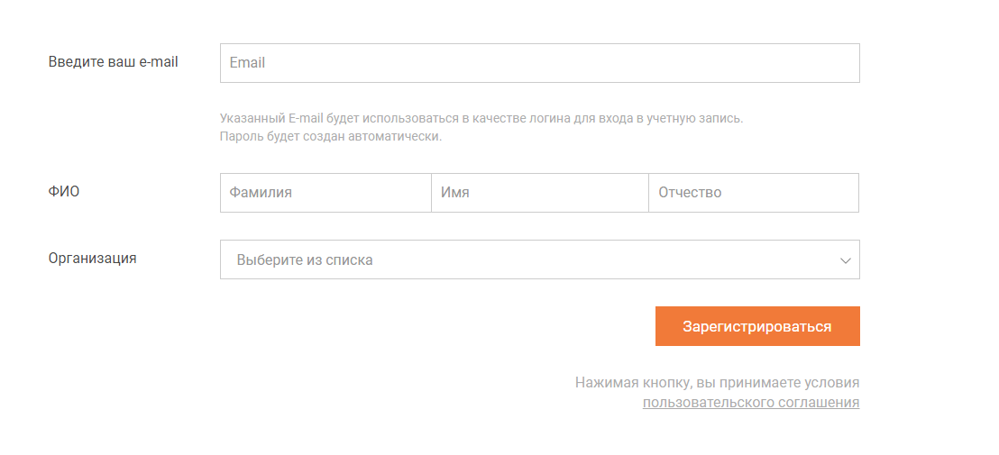 Введите ваш e-mail
Email
Указанный E-mail будет использоваться в качестве логина для входа в учетную запись.
Пароль будет создан автоматически.
ФИО
Фамилия
Имя
Отчество
Организация
Выберите из списка
Зарегистрироваться
Нажимая кнопку, вы принимаете условия
пользовательского соглашения